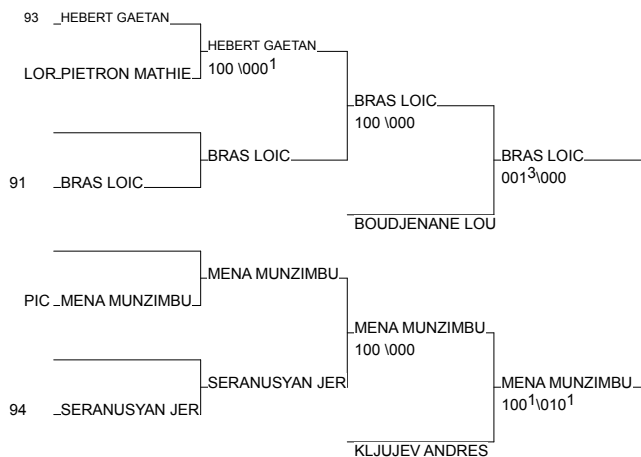 93 HEBERT GAETAN
HEBERT GAETAN
100 \000¹
LOR PIETRON MATHIE
BRAS LOIC
100 \000
BRAS LOIC
91 BRAS LOIC
BRAS LOIC
001³\000
BOUDJENANE LOU
MENA MUNZIMBU
PIC MENA MUNZIMBU
MENA MUNZIMBU
100 \000
SERANUSYAN JER
94 SERANUSYAN JER
MENA MUNZIMBU
100¹\010¹
KLJUJEV ANDRES